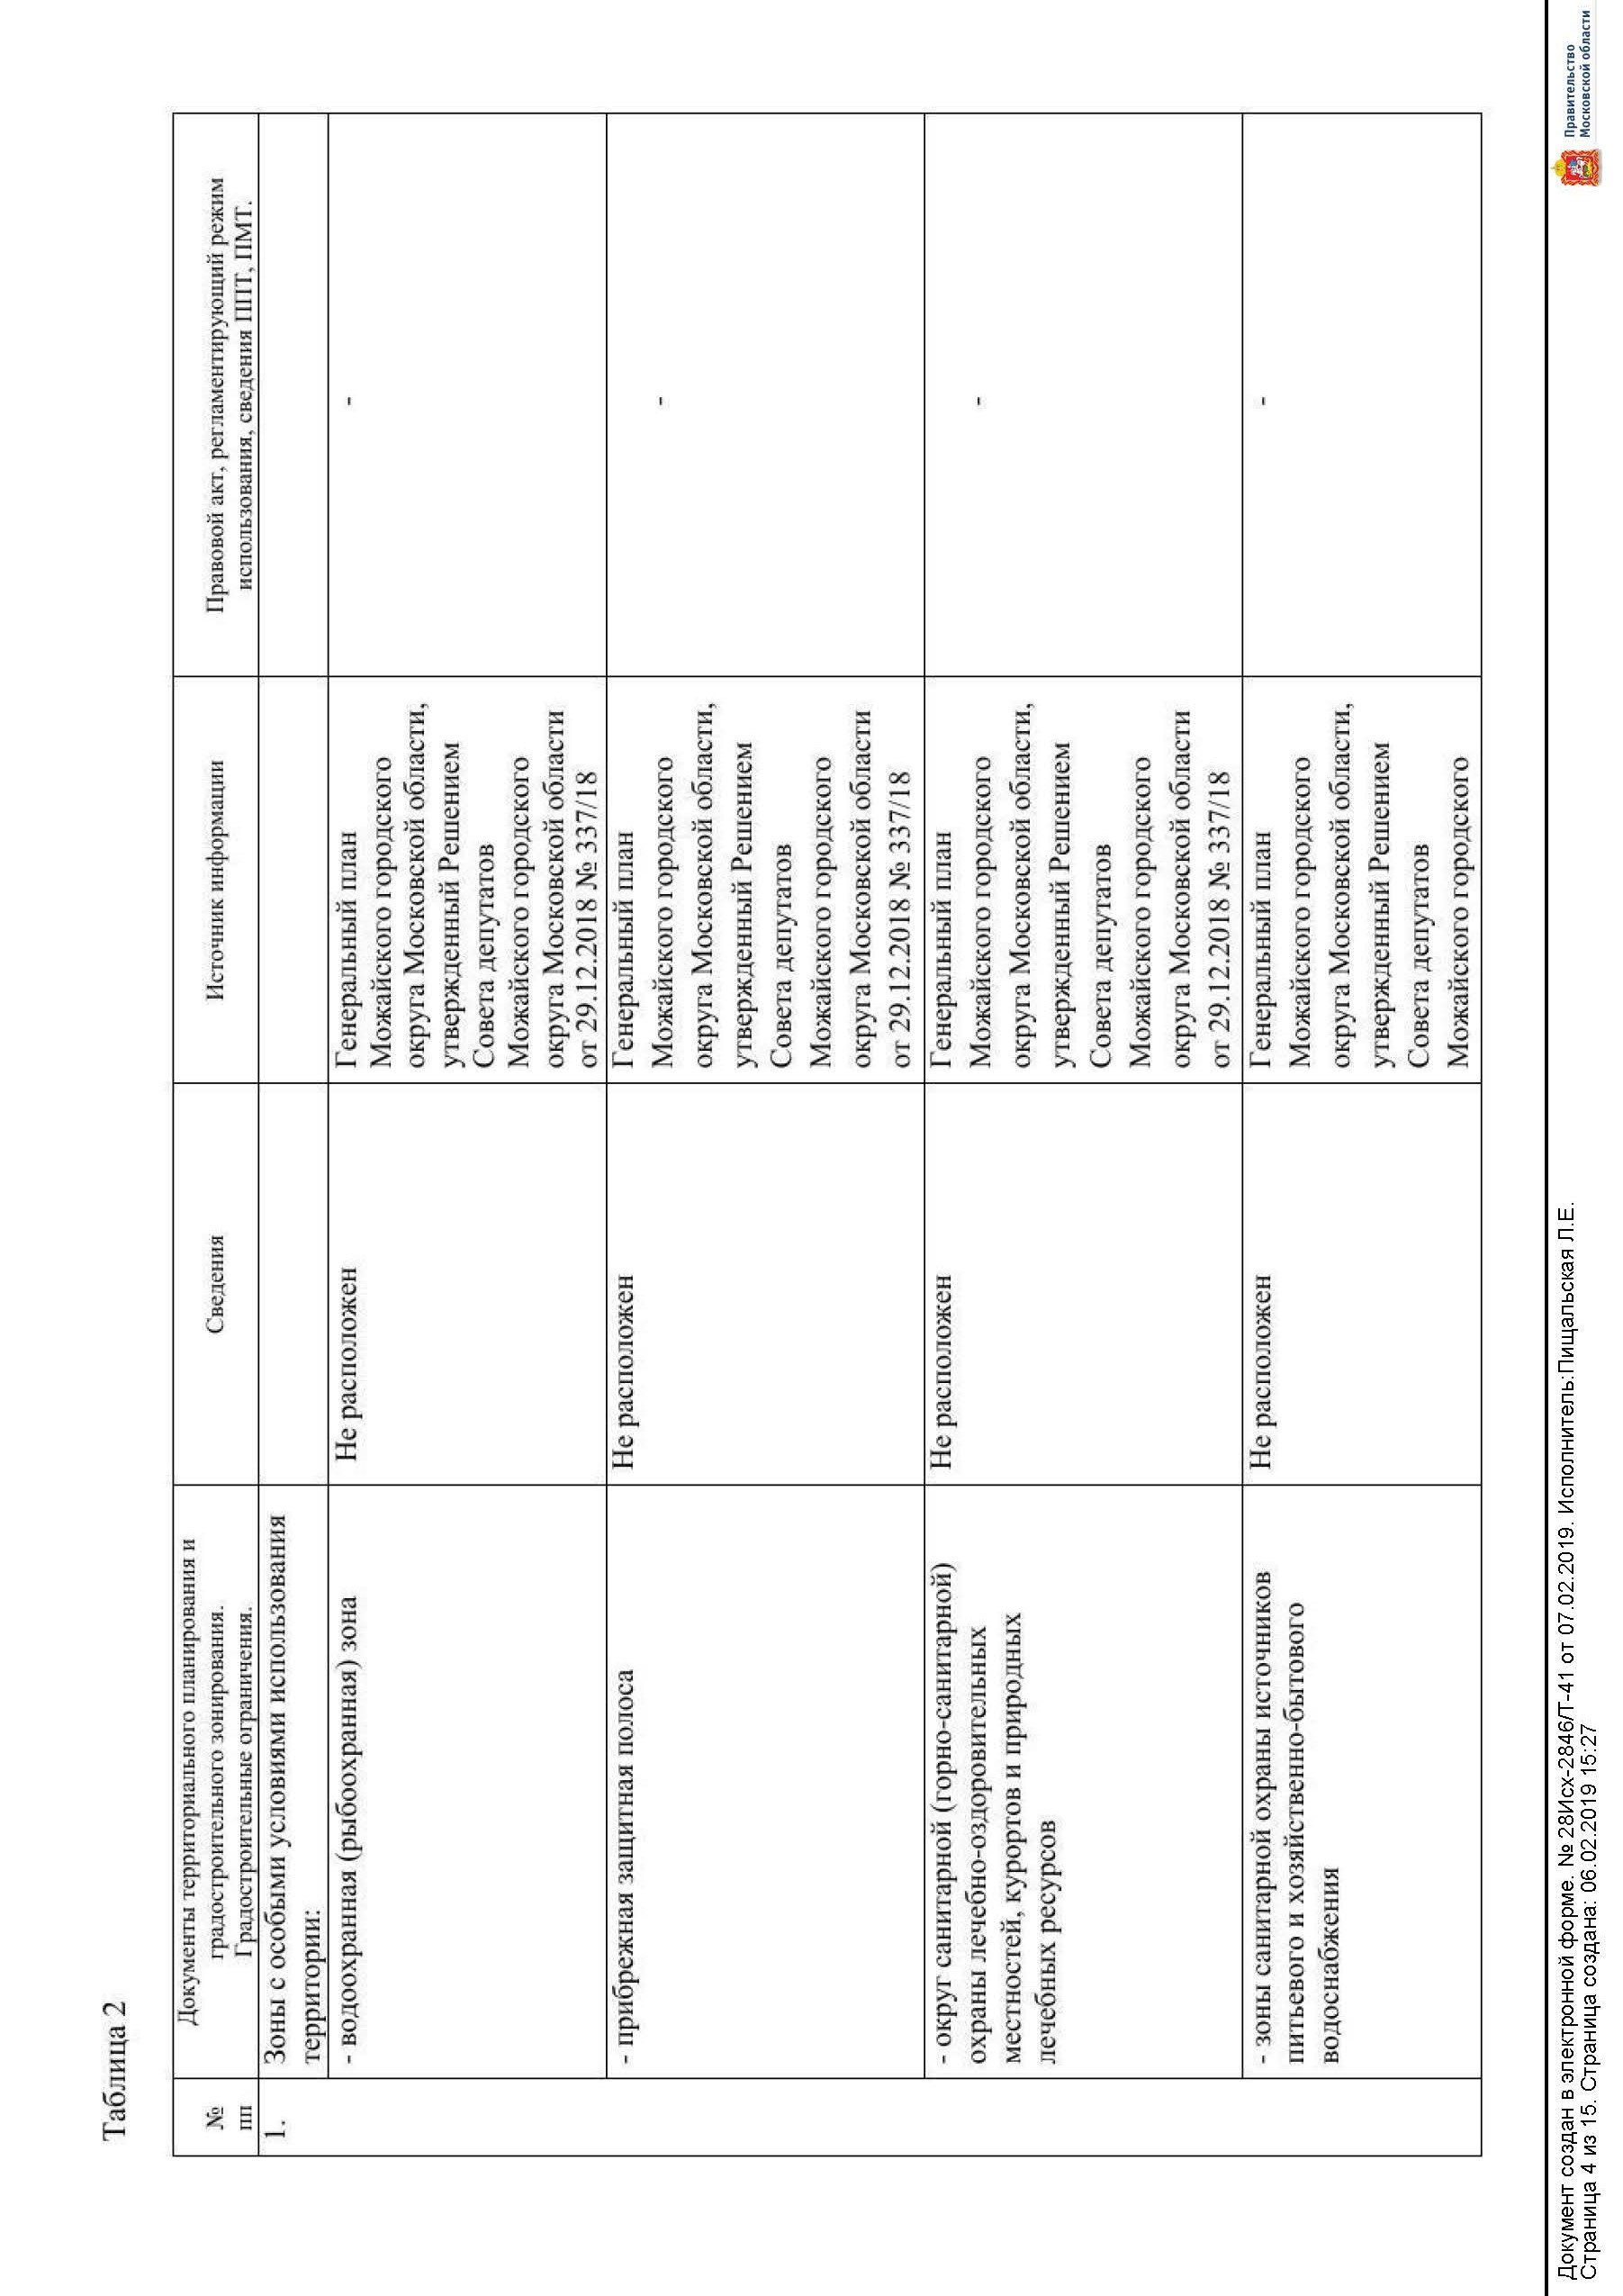 Таблица 2
№
пп
Документы территориального планирования и
градостроительного зонирования.
Градостроительные ограничения.
Сведения
Источник информации
Правовой акт, регламентирующий режим
использования, сведения ППТ, ПМТ.
1.
Зоны с особыми условиями использования
территории:
- водоохранная (рыбоохранная) зона
Не расположен
Генеральный план
Можайского городского
округа Московской области,
утвержденный Решением
Совета депутатов
Можайского городского
округа Московской области
от 29.12.2018 № 337/18
-
- прибрежная защитная полоса
Не расположен
Генеральный план
Можайского городского
округа Московской области,
утвержденный Решением
Совета депутатов
Можайского городского
округа Московской области
от 29.12.2018 № 337/18
-
- округ санитарной (горно-санитарной)
охраны лечебно-оздоровительных
местностей, курортов и природных
лечебных ресурсов
Не расположен
Генеральный план
Можайского городского
округа Московской области,
утвержденный Решением
Совета депутатов
Можайского городского
округа Московской области
от 29.12.2018 № 337/18
-
- зоны санитарной охраны источников
питьевого и хозяйственно-бытового
водоснабжения
Не расположен
Генеральный план
Можайского городского
округа Московской области,
утвержденный Решением
Совета депутатов
Можайского городского
-
Документ создан в электронной форме. № 28Исх-2846/Т-41 от 07.02.2019. Исполнитель:Пищальская Л.Е.
Страница 4 из 15. Страница создана: 06.02.2019 15:27
Правительство
Московской области